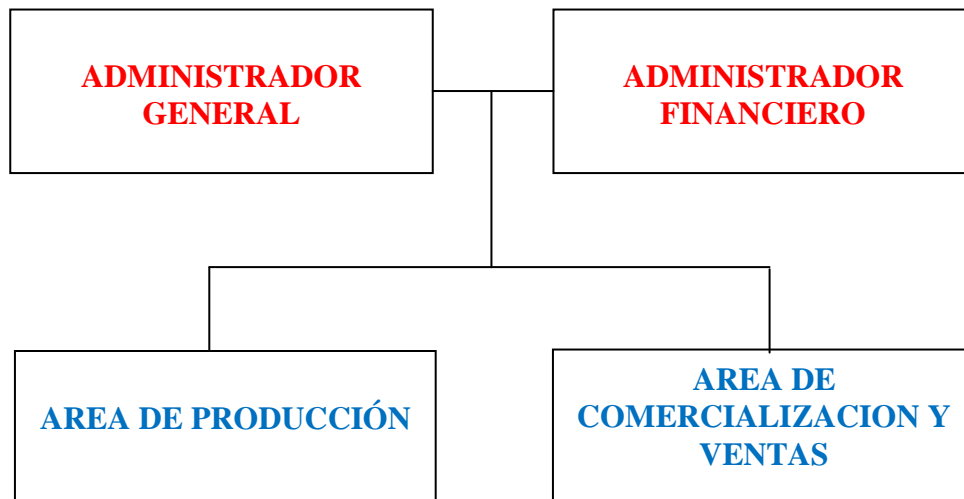 ADMINISTRADOR
GENERAL
ADMINISTRADOR
FINANCIERO
AREA DE PRODUCCIÓN
AREA DE
COMERCIALIZACION Y
VENTAS